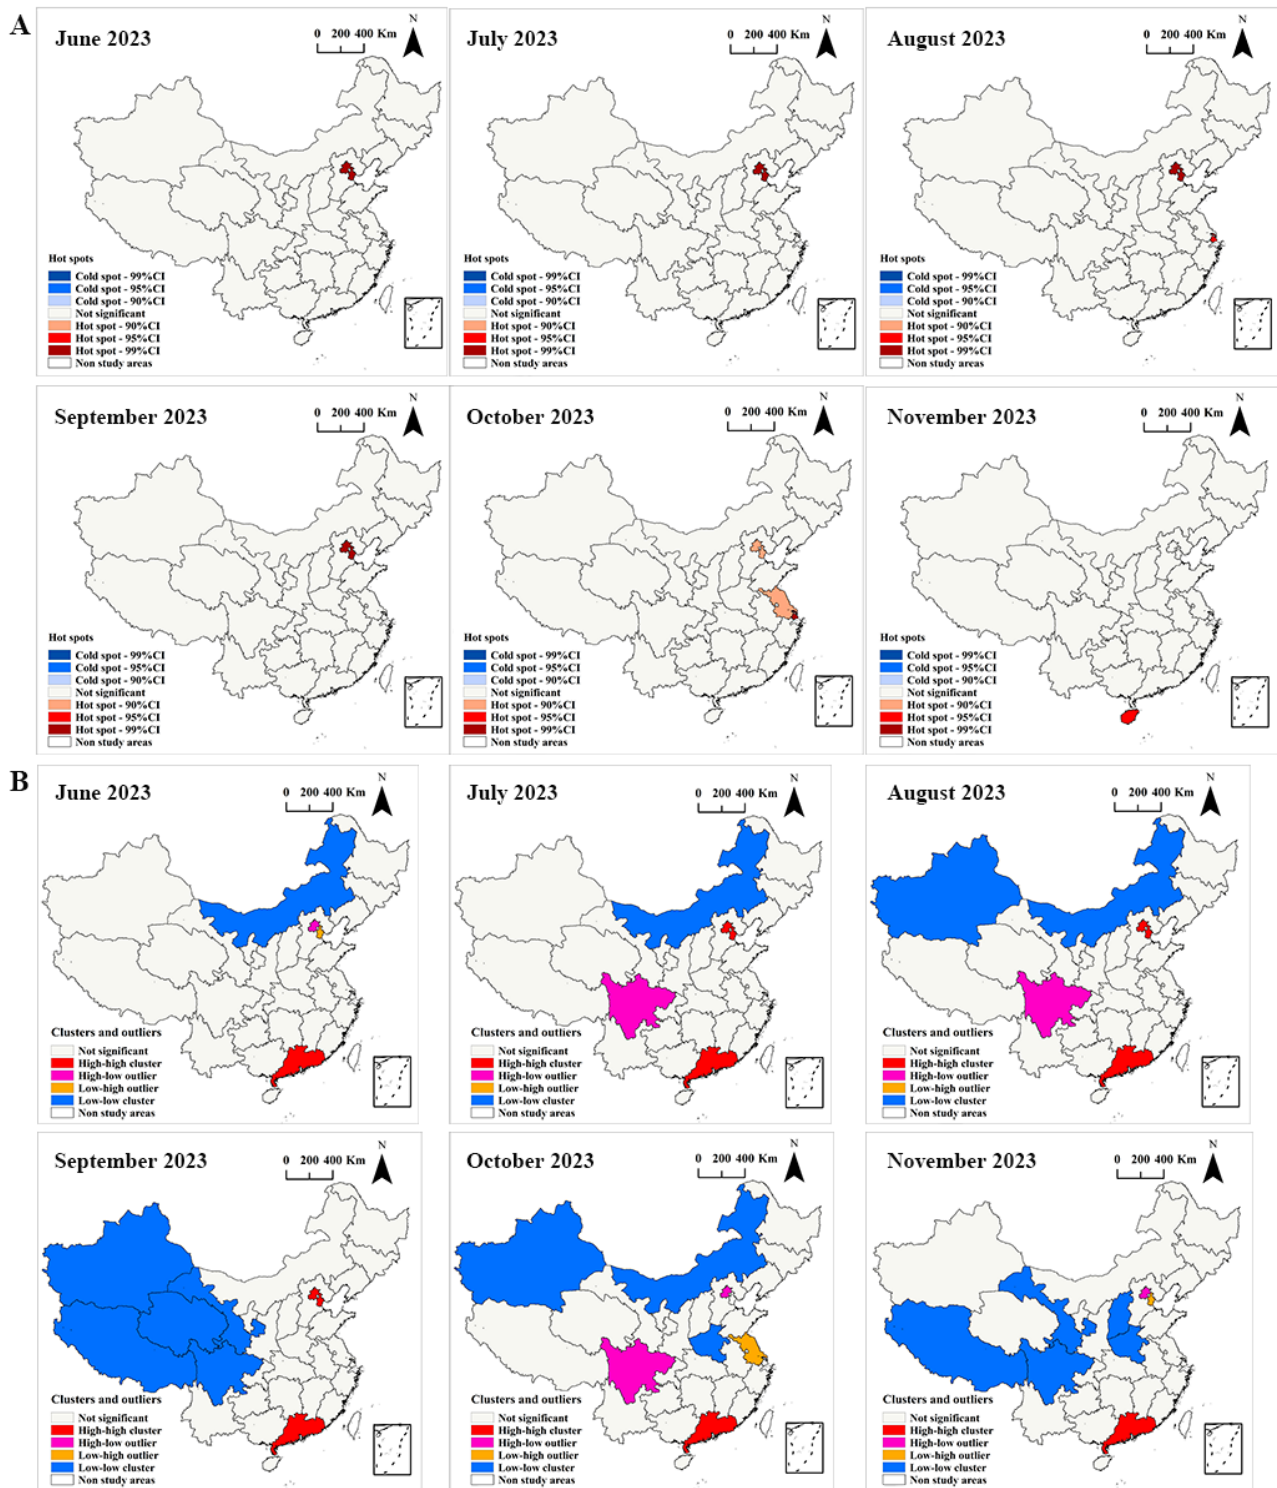 A
June 2023
N
0 200 400 Km
Hot spots
Cold spot - 99%CI
Cold spot - 95%CI
Cold spot - 90%CI
Not significant
Hot spot - 90%CI
Hot spot - 95%CI
Hot spot - 99%CI
Non study areas
July 2023
N
0 200 400 Km
Hot spots
Cold spot - 99%CI
Cold spot - 95%CI
Cold spot - 90%CI
Not significant
Hot spot - 90%CI
Hot spot - 95%CI
Hot spot - 99%CI
Non study areas
August 2023
N
0 200 400 Km
Hot spots
Cold spot - 99%CI
Cold spot - 95%CI
Cold spot - 90%CI
Not significant
Hot spot - 90%CI
Hot spot - 95%CI
Hot spot - 99%CI
Non study areas
September 2023
N
0 200 400 Km
Hot spots
Cold spot - 99%CI
Cold spot - 95%CI
Cold spot - 90%CI
Not significant
Hot spot - 90%CI
Hot spot - 95%CI
Hot spot - 99%CI
Non study areas
October 2023
N
0 200 400 Km
Hot spots
Cold spot - 99%CI
Cold spot - 95%CI
Cold spot - 90%CI
Not significant
Hot spot - 90%CI
Hot spot - 95%CI
Hot spot - 99%CI
Non study areas
November 2023
N
0 200 400 Km
Hot spots
Cold spot - 99%CI
Cold spot - 95%CI
Cold spot - 90%CI
Not significant
Hot spot - 90%CI
Hot spot - 95%CI
Hot spot - 99%CI
Non study areas
B
June 2023
N
0 200 400 Km
Clusters and outliers
Not significant
High-high cluster
High-low outlier
Low-high outlier
Low-low cluster
Non study areas
July 2023
N
0 200 400 Km
Clusters and outliers
Not significant
High-high cluster
High-low outlier
Low-high outlier
Low-low cluster
Non study areas
August 2023
N
0 200 400 Km
Clusters and outliers
Not significant
High-high cluster
High-low outlier
Low-high outlier
Low-low cluster
Non study areas
September 2023
N
0 200 400 Km
Clusters and outliers
Not significant
High-high cluster
High-low outlier
Low-high outlier
Low-low cluster
Non study areas
October 2023
N
0 200 400 Km
Clusters and outliers
Not significant
High-high cluster
High-low outlier
Low-high outlier
Low-low cluster
Non study areas
November 2023
N
0 200 400 Km
Clusters and outliers
Not significant
High-high cluster
High-low outlier
Low-high outlier
Low-low cluster
Non study areas